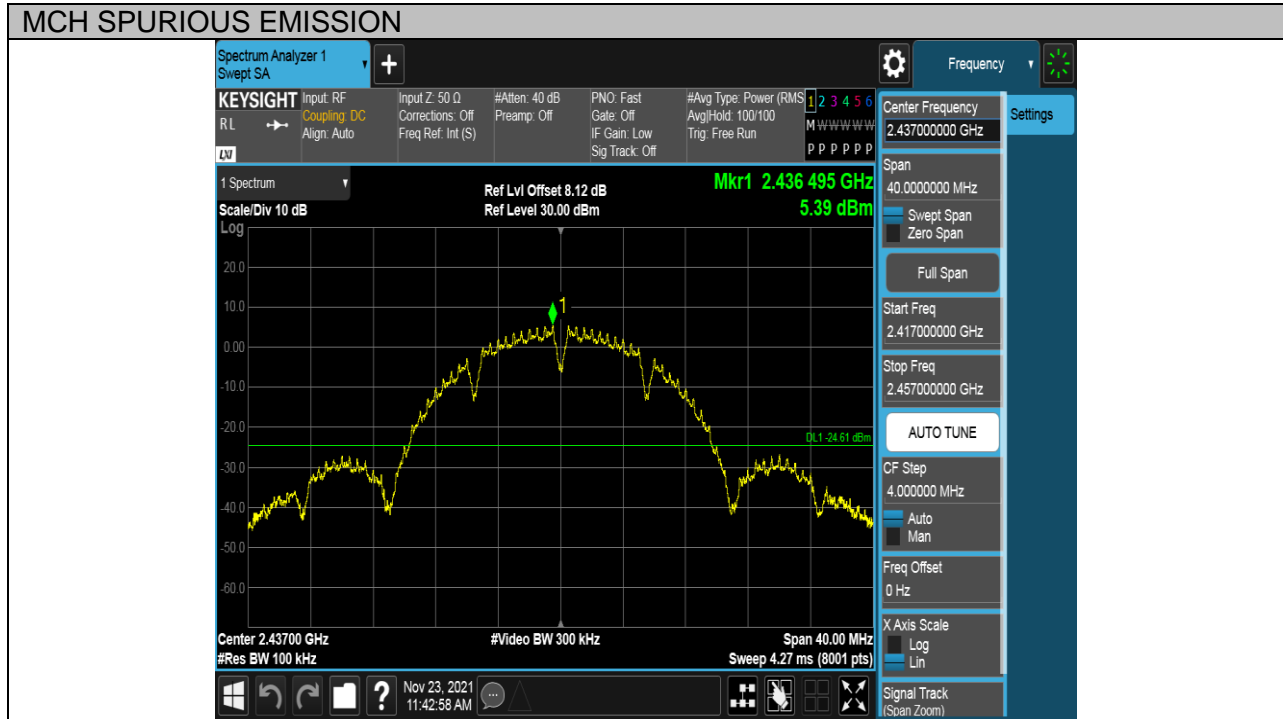 MCH SPURIOUS EMISSION
Spectrum Analyzer 1
Swept SA
+
Frequency
KEYSIGHT
RL
LXI
Input: RF
Coupling: DC
Align: Auto
Input Z: 50 Ω
Corrections: Off
Freq Ref: Int (S)
#Atten: 40 dB
Preamp: Off
PNO: Fast
Gate: Off
IF Gain: Low
Sig Track: Off
#Avg Type: Power (RMS
Avg|Hold: 100/100
Trig: Free Run
1 2 3 4 5 6
M W W W W W
P P P P P P
1 Spectrum
Scale/Div 10 dB
Ref Lvl Offset 8.12 dB
Ref Level 30.00 dBm
Mkr1 2.436 495 GHz
5.39 dBm
Log
20.0
10.0
0.00
-10.0
-20.0
-30.0
-40.0
-50.0
-60.0
1
DL1 -24.61 dBm
Center 2.43700 GHz
#Res BW 100 kHz
#Video BW 300 kHz
Span 40.00 MHz
Sweep 4.27 ms (8001 pts)
?
Nov 23, 2021
11:42:58 AM
Center Frequency
2.437000000 GHz
Settings
Span
40.0000000 MHz
Swept Span
Zero Span
Full Span
Start Freq
2.417000000 GHz
Stop Freq
2.457000000 GHz
AUTO TUNE
CF Step
4.000000 MHz
Auto
Man
Freq Offset
0 Hz
X Axis Scale
Log
Lin
Signal Track
(Span Zoom)